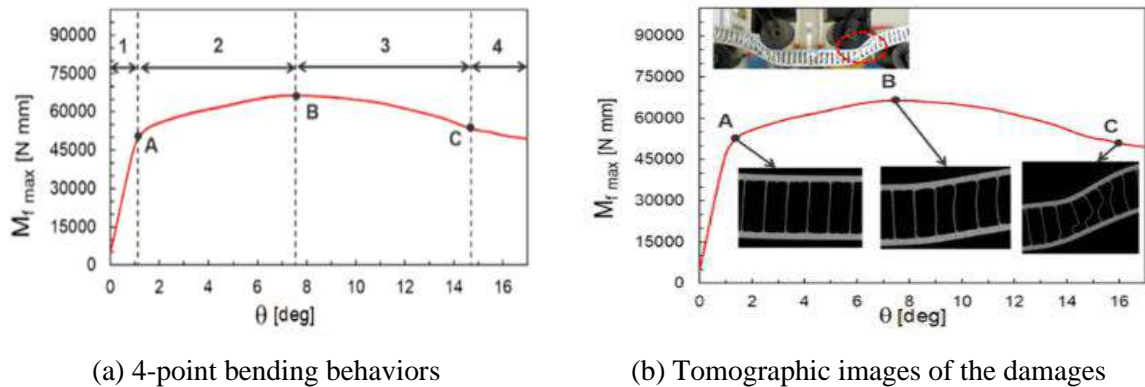 90000
75000
60000
45000
30000
15000
0
M_f max [N mm]
1
2
3
4
A
B
C
0 2 4 6 8 10 12 14 16
θ [deg]
(a) 4-point bending behaviors
90000
75000
60000
45000
30000
15000
0
M_f max [N mm]
A
B
C
0 2 4 6 8 10 12 14 16
θ [deg]
(b) Tomographic images of the damages